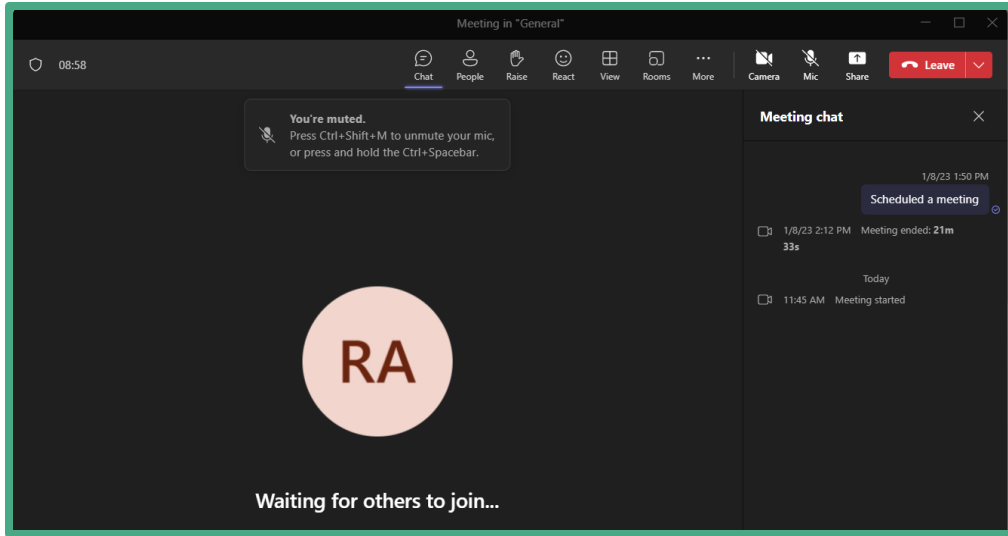 Meeting in "General"
08:58
Chat
People
Raise
React
View
Rooms
More
Camera
Mic
Share
Leave
You're muted.
Press Ctrl+Shift+M to unmute your mic,
or press and hold the Ctrl+Spacebar.
RA
Waiting for others to join...
Meeting chat
1/8/23 1:50 PM
Scheduled a meeting
1/8/23 2:12 PM Meeting ended: 21m
33s
Today
11:45 AM Meeting started